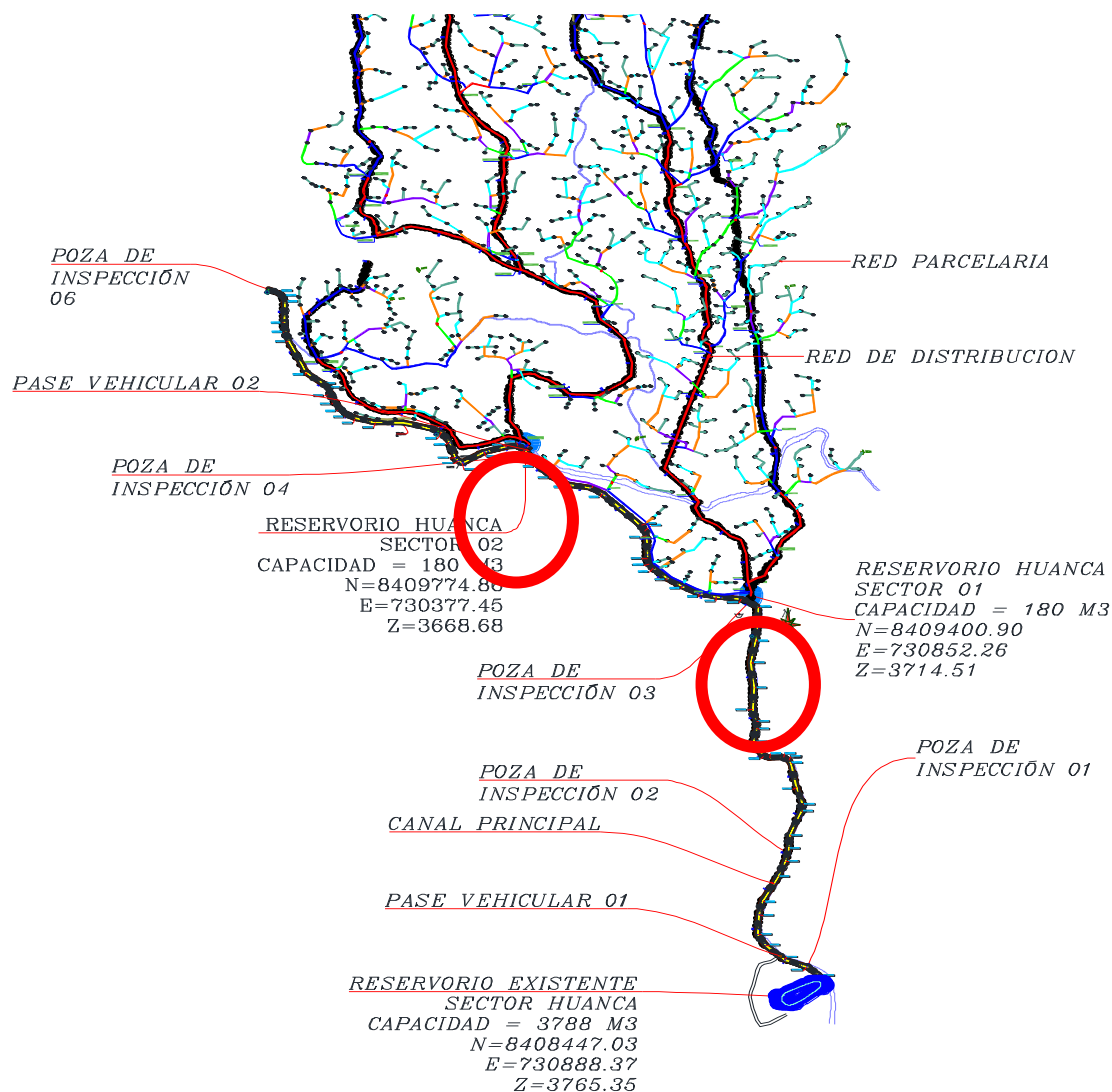 POZA DE
INSPECCIÓN
06
RED PARCELARIA
RED DE DISTRIBUCION
PASE VEHICULAR 02
POZA DE
INSPECCIÓN 04
RESERVORIO HUANCA
SECTOR 02
CAPACIDAD = 180 M3
N=8409774.86
E=730377.45
Z=3668.68
RESERVORIO HUANCA
SECTOR 01
CAPACIDAD = 180 M3
N=8409400.90
E=730852.26
Z=3714.51
POZA DE
INSPECCIÓN 03
POZA DE
INSPECCIÓN 01
POZA DE
INSPECCIÓN 02
CANAL PRINCIPAL
PASE VEHICULAR 01
RESERVORIO EXISTENTE
SECTOR HUANCA
CAPACIDAD = 3788 M3
N=8408447.03
E=730888.37
Z=3765.35